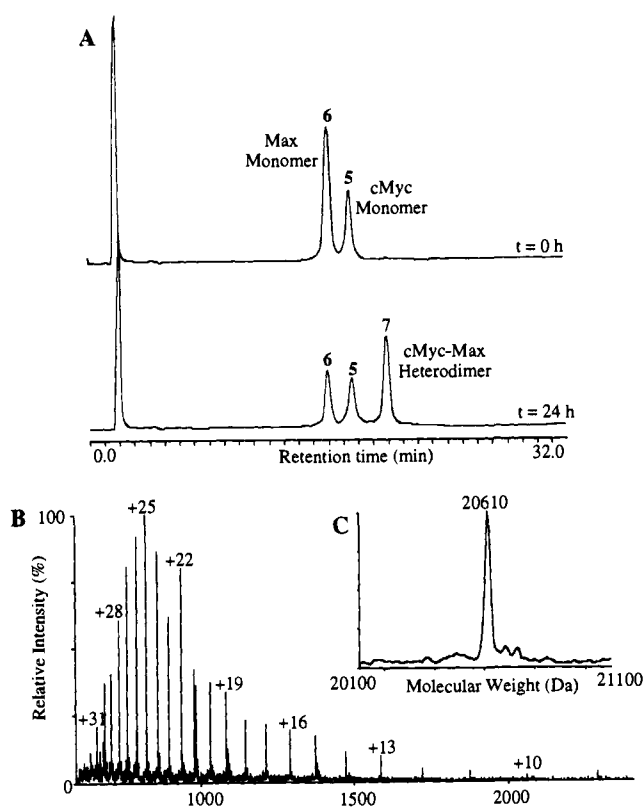 A
6
Max
Monomer
5
cMyc
Monomer
t = 0 h
7
6
5
cMyc-Max
Heterodimer
t = 24 h
0.0
Retention time (min)
32.0
B
100
Relative Intensity (%)
0
+31
+28
+25
+22
+19
+16
+13
+10
1000
1500
2000
C
20610
20100
Molecular Weight (Da)
21100